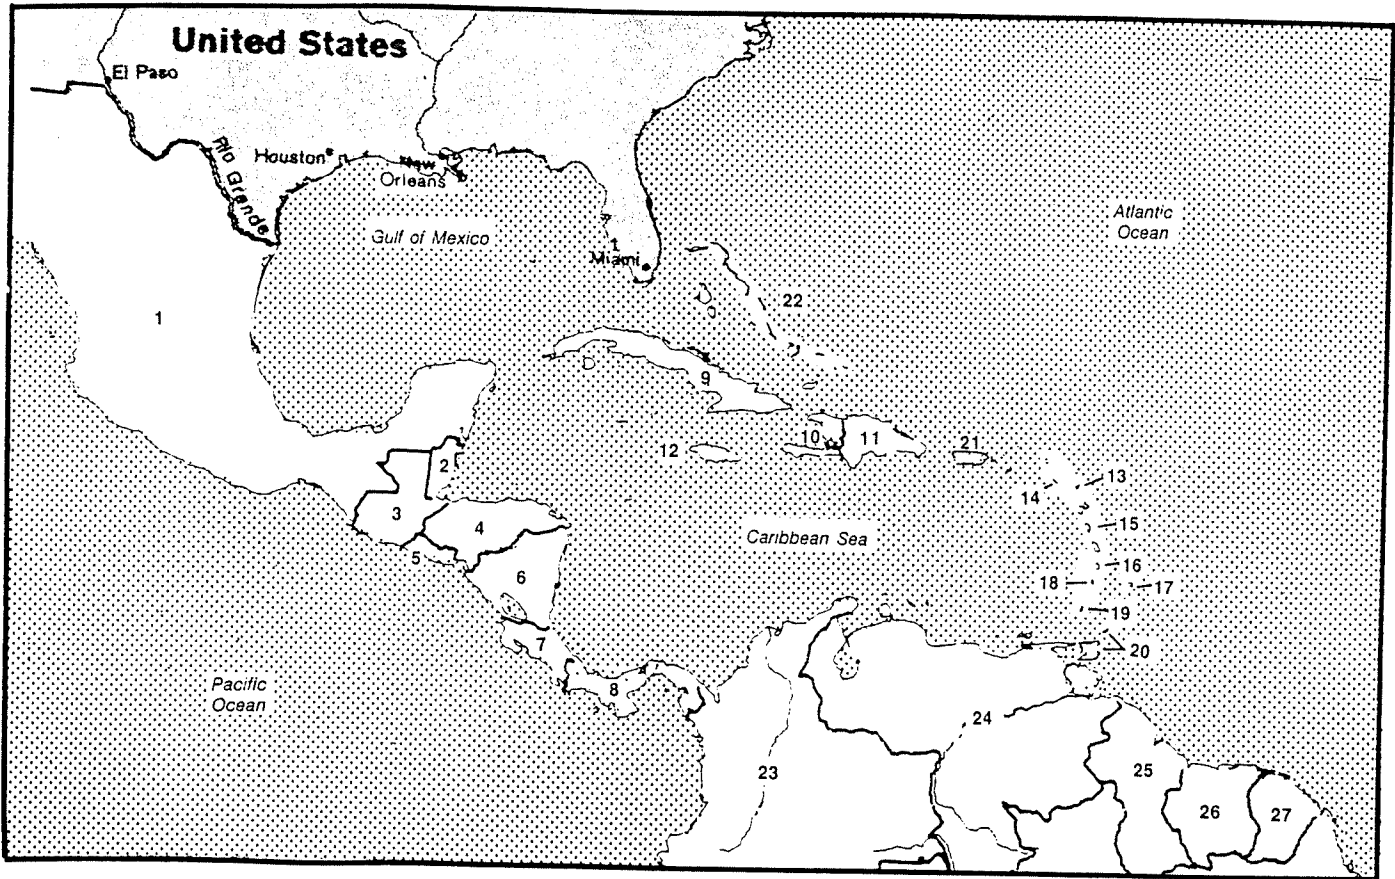 United States
El Paso
Rio Grande
Houston
New
Orleans
Atlantic
Ocean
Gulf of Mexico
Miami
22
1
9
10
11
12
21
13
14
2
3
4
15
Caribbean Sea
5
16
6
18
17
19
7
20
8
Pacific
Ocean
24
23
25
26
27